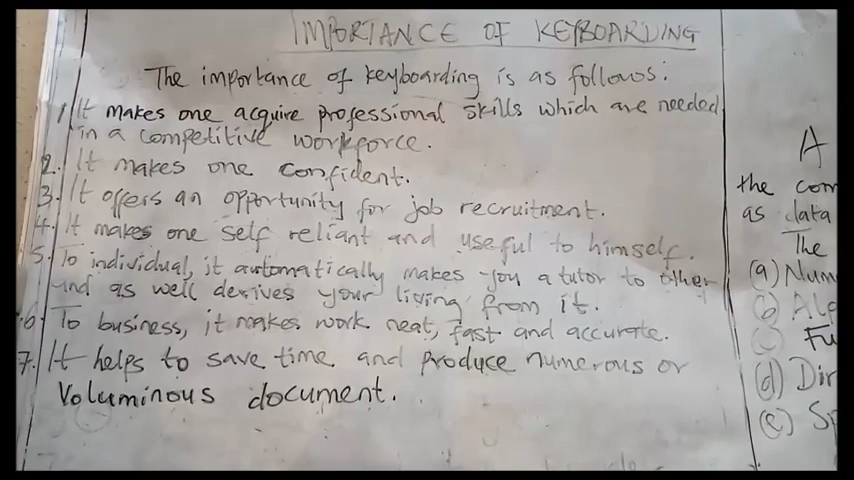 IMPORTANCE OF KEYBOARDING
The importance of keyboarding is as follows:
1. It makes one acquire professional skills which are needed
in a competitive workforce.
2. It makes one confident.
3. It offers an opportunity for job recruitment.
4. It makes one self reliant and useful to himself.
5. To individual, it automatically makes you a tutor to other
and as well derives your living from it.
6. To business, it makes work neat, fast and accurate.
7. It helps to save time and produce numerous or
Voluminous document.
A
the com
as data
The
(a) Num
(b) Alp
(c) Fu
(d) Dir
(e) Sp